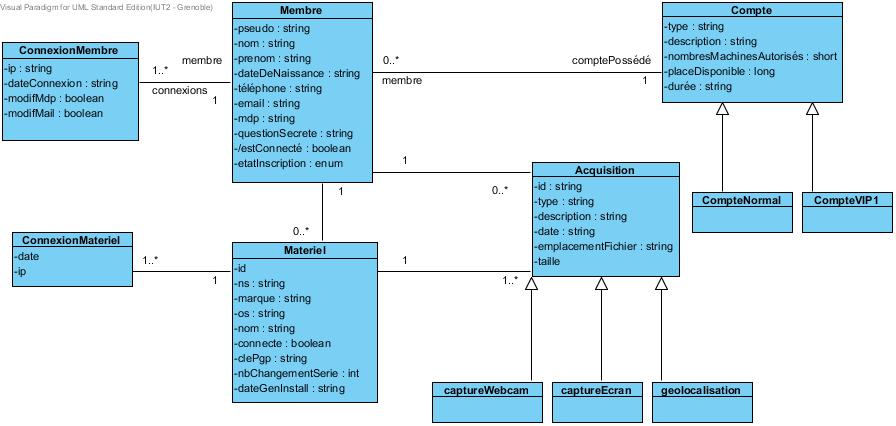 Visual Paradigm for UML Standard Edition(IUT2 - Grenoble)
ConnexionMembre
-ip : string
-dateConnexion : string
-modifMdp : boolean
-modifMail : boolean
membre
1..*
connexions
1
Membre
-pseudo : string
-nom : string
-prenom : string
-dateDeNaissance : string
-téléphone : string
-email : string
-mdp : string
-questionSecrete : string
-/estConnecté : boolean
-etatInscription : enum
0..*
membre
comptePossédé
1
Compte
-type : string
-description : string
-nombresMachinesAutorisés : short
-placeDisponible : long
-durée : string
CompteNormal
CompteVIP1
1
0..*
Acquisition
-id : string
-type : string
-description : string
-date : string
-emplacementFichier : string
-taille
1
0..*
ConnexionMateriel
-date
-ip
1..*
1
Materiel
-id
-ns : string
-marque : string
-os : string
-nom : string
-connecte : boolean
-clePgp : string
-nbChangementSerie : int
-dateGenInstall : string
1
1..*
captureWebcam
captureEcran
geolocalisation